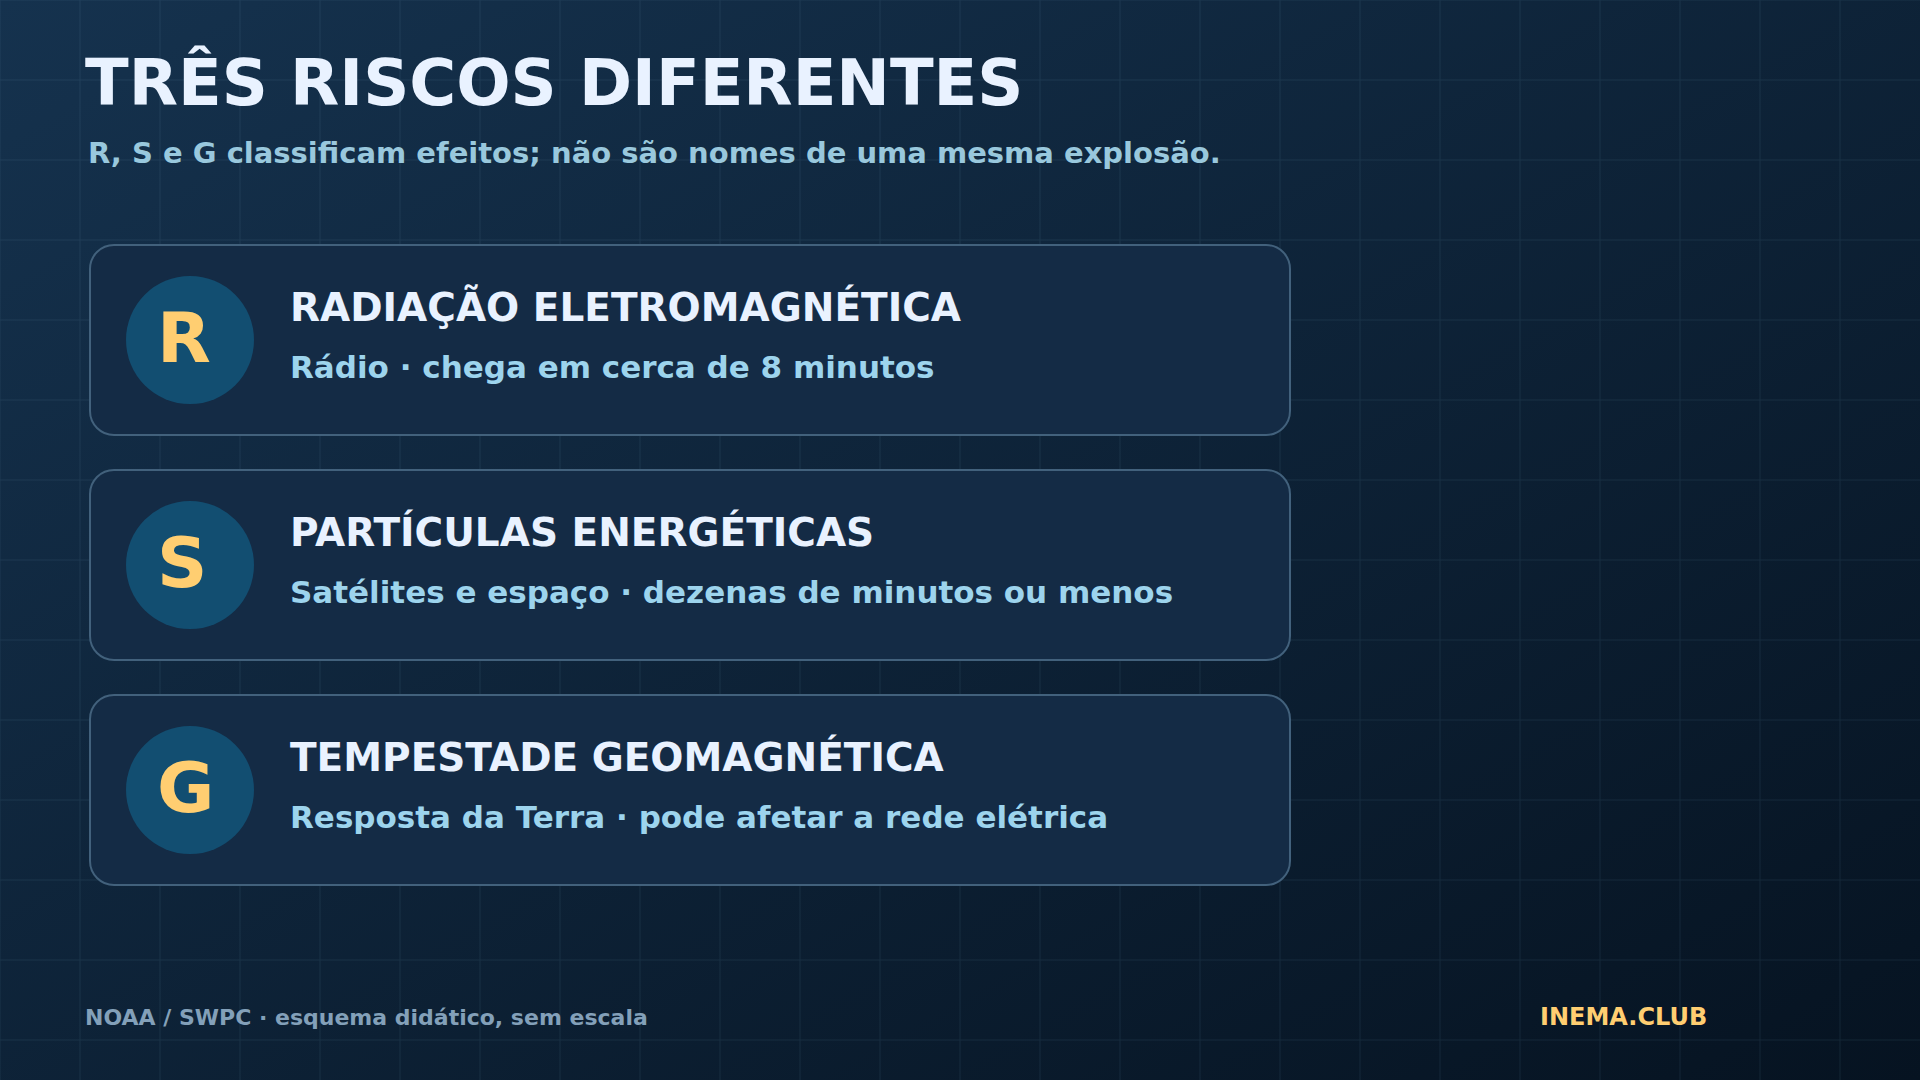 TRÊS RISCOS DIFERENTES
R, S e G classificam efeitos; não são nomes de uma mesma explosão.
R
RADIAÇÃO ELETROMAGNÉTICA
Rádio · chega em cerca de 8 minutos
S
PARTÍCULAS ENERGÉTICAS
Satélites e espaço · dezenas de minutos ou menos
G
TEMPESTADE GEOMAGNÉTICA
Resposta da Terra · pode afetar a rede elétrica
NOAA / SWPC · esquema didático, sem escala
INEMA.CLUB